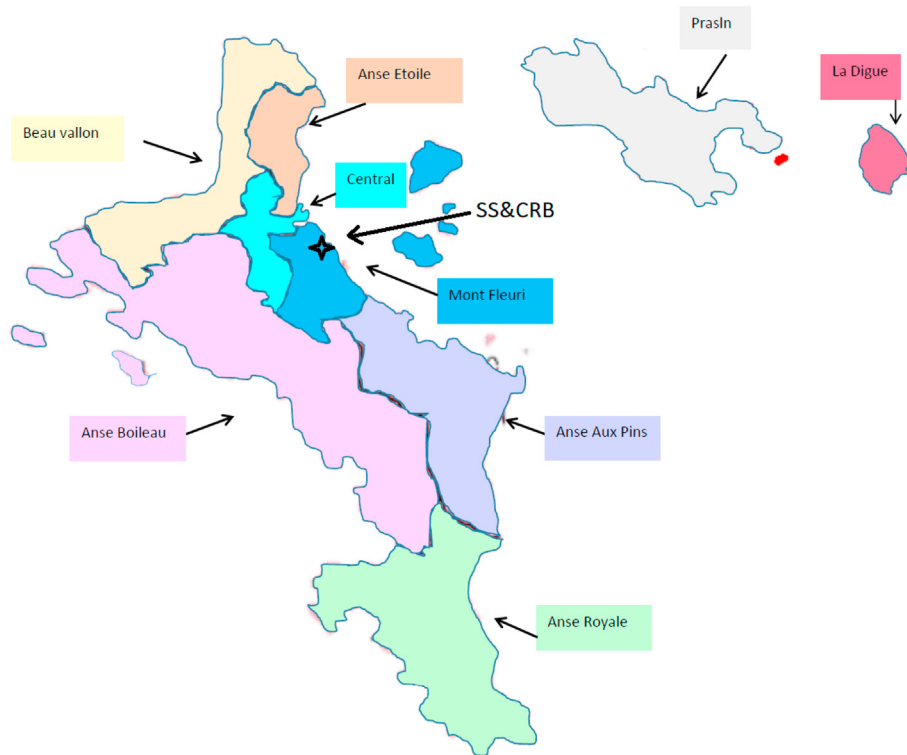 Prasln
Anse Etoile
La Digue
Beau vallon
Central
SS&CRB
Mont Fleuri
Anse Boileau
Anse Aux Pins
Anse Royale